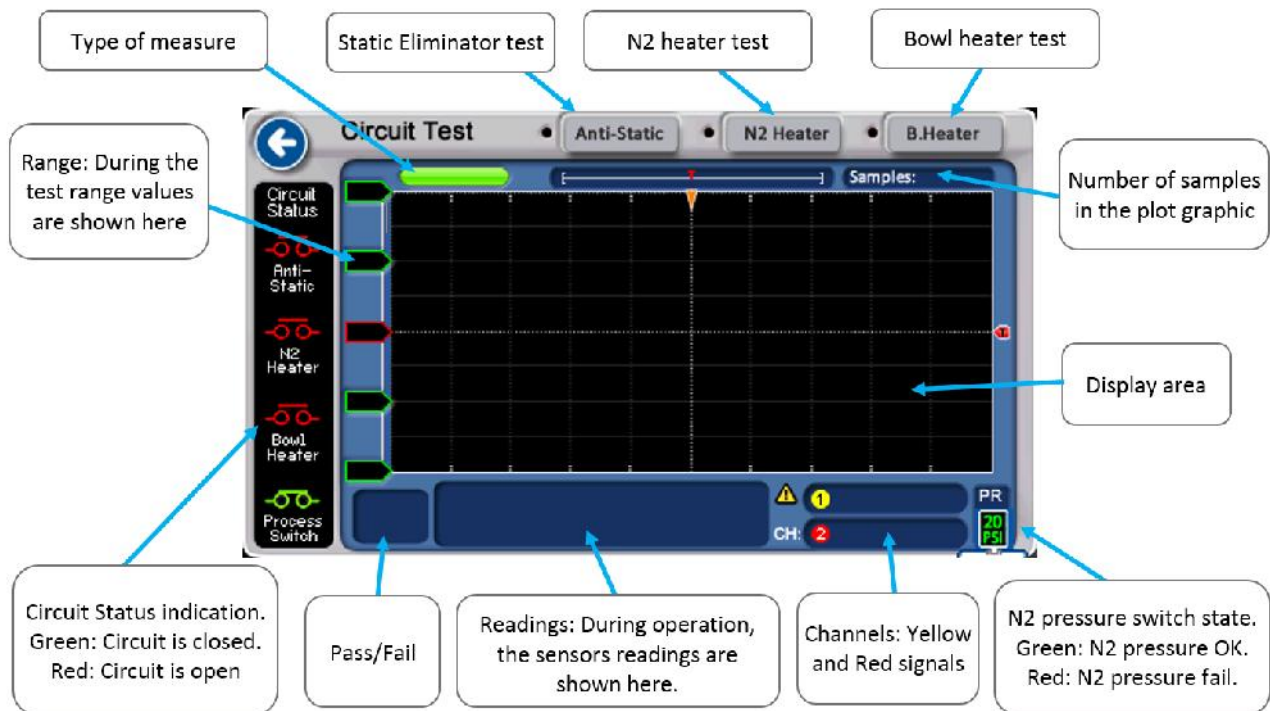 Type of measure
Static Eliminator test
N2 heater test
Bowl heater test
Circuit Test
Anti-Static
N2 Heater
B.Heater
Range: During the
test range values
are shown here
Samples:
Number of samples
in the plot graphic
T
Circuit
Status
Anti-
Static
N2
Heater
Bowl
Heater
Process
Switch
T
Display area
1
CH: 2
PR
20
PSI
Circuit Status indication.
Green: Circuit is closed.
Red: Circuit is open
Pass/Fail
Readings: During operation,
the sensors readings are
shown here.
Channels: Yellow
and Red signals
N2 pressure switch state.
Green: N2 pressure OK.
Red: N2 pressure fail.